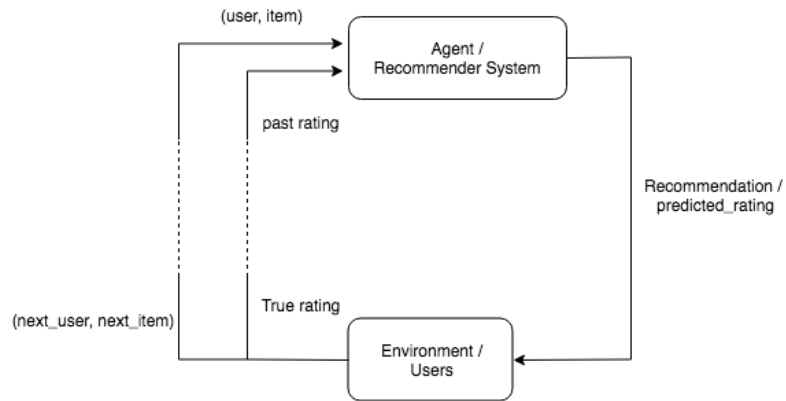 (user, item)
Agent /
Recommender System
past rating
Recommendation /
predicted_rating
True rating
(next_user, next_item)
Environment /
Users